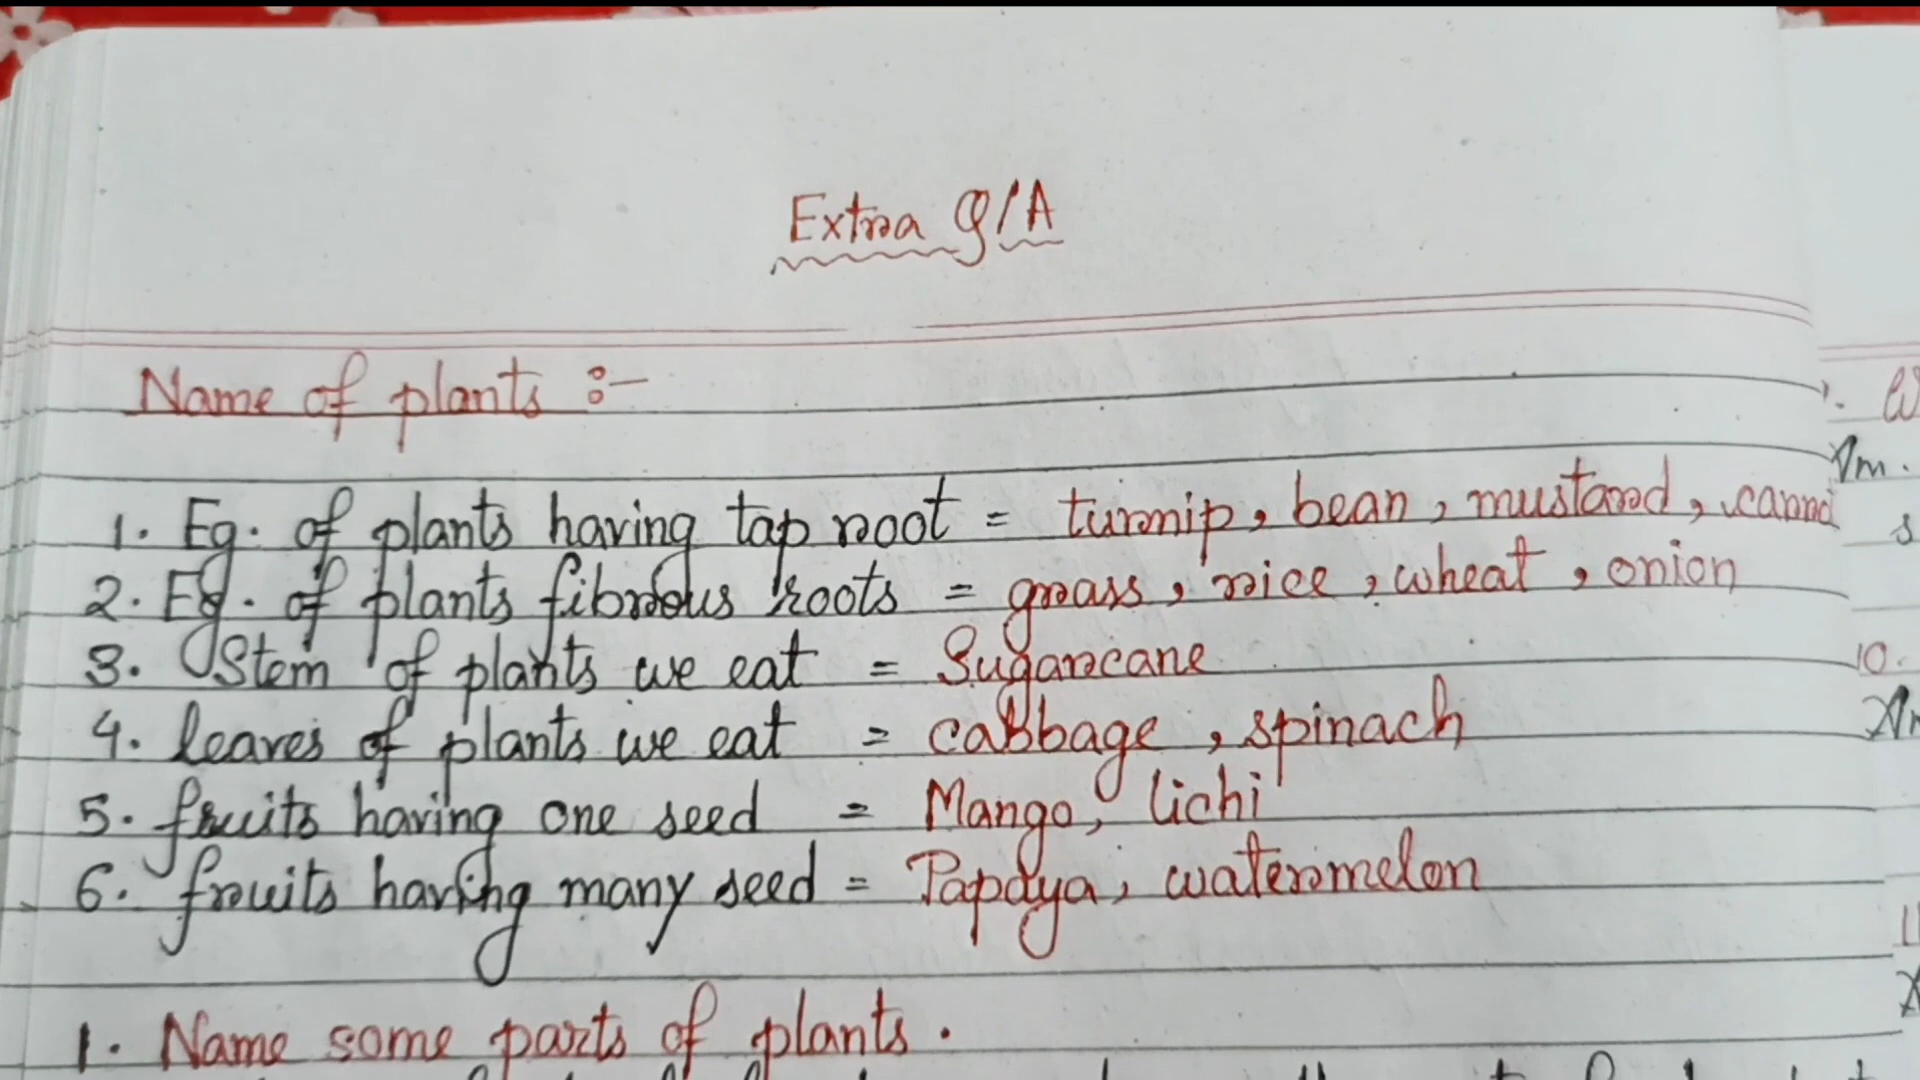 Extra Q/A
Name of plants :-
1. Eg. of plants having tap root = turnip, bean, mustard,
2. Eg. of plants fibrous roots = grass, rice, wheat, onion
3. Stem of plants we eat = Sugarcane
4. leaves of plants we eat = cabbage, spinach
5. fruits having one seed = Mango, lichi
6. fruits having many seed = Papaya, watermelon
1. Name some parts of plants.
10.